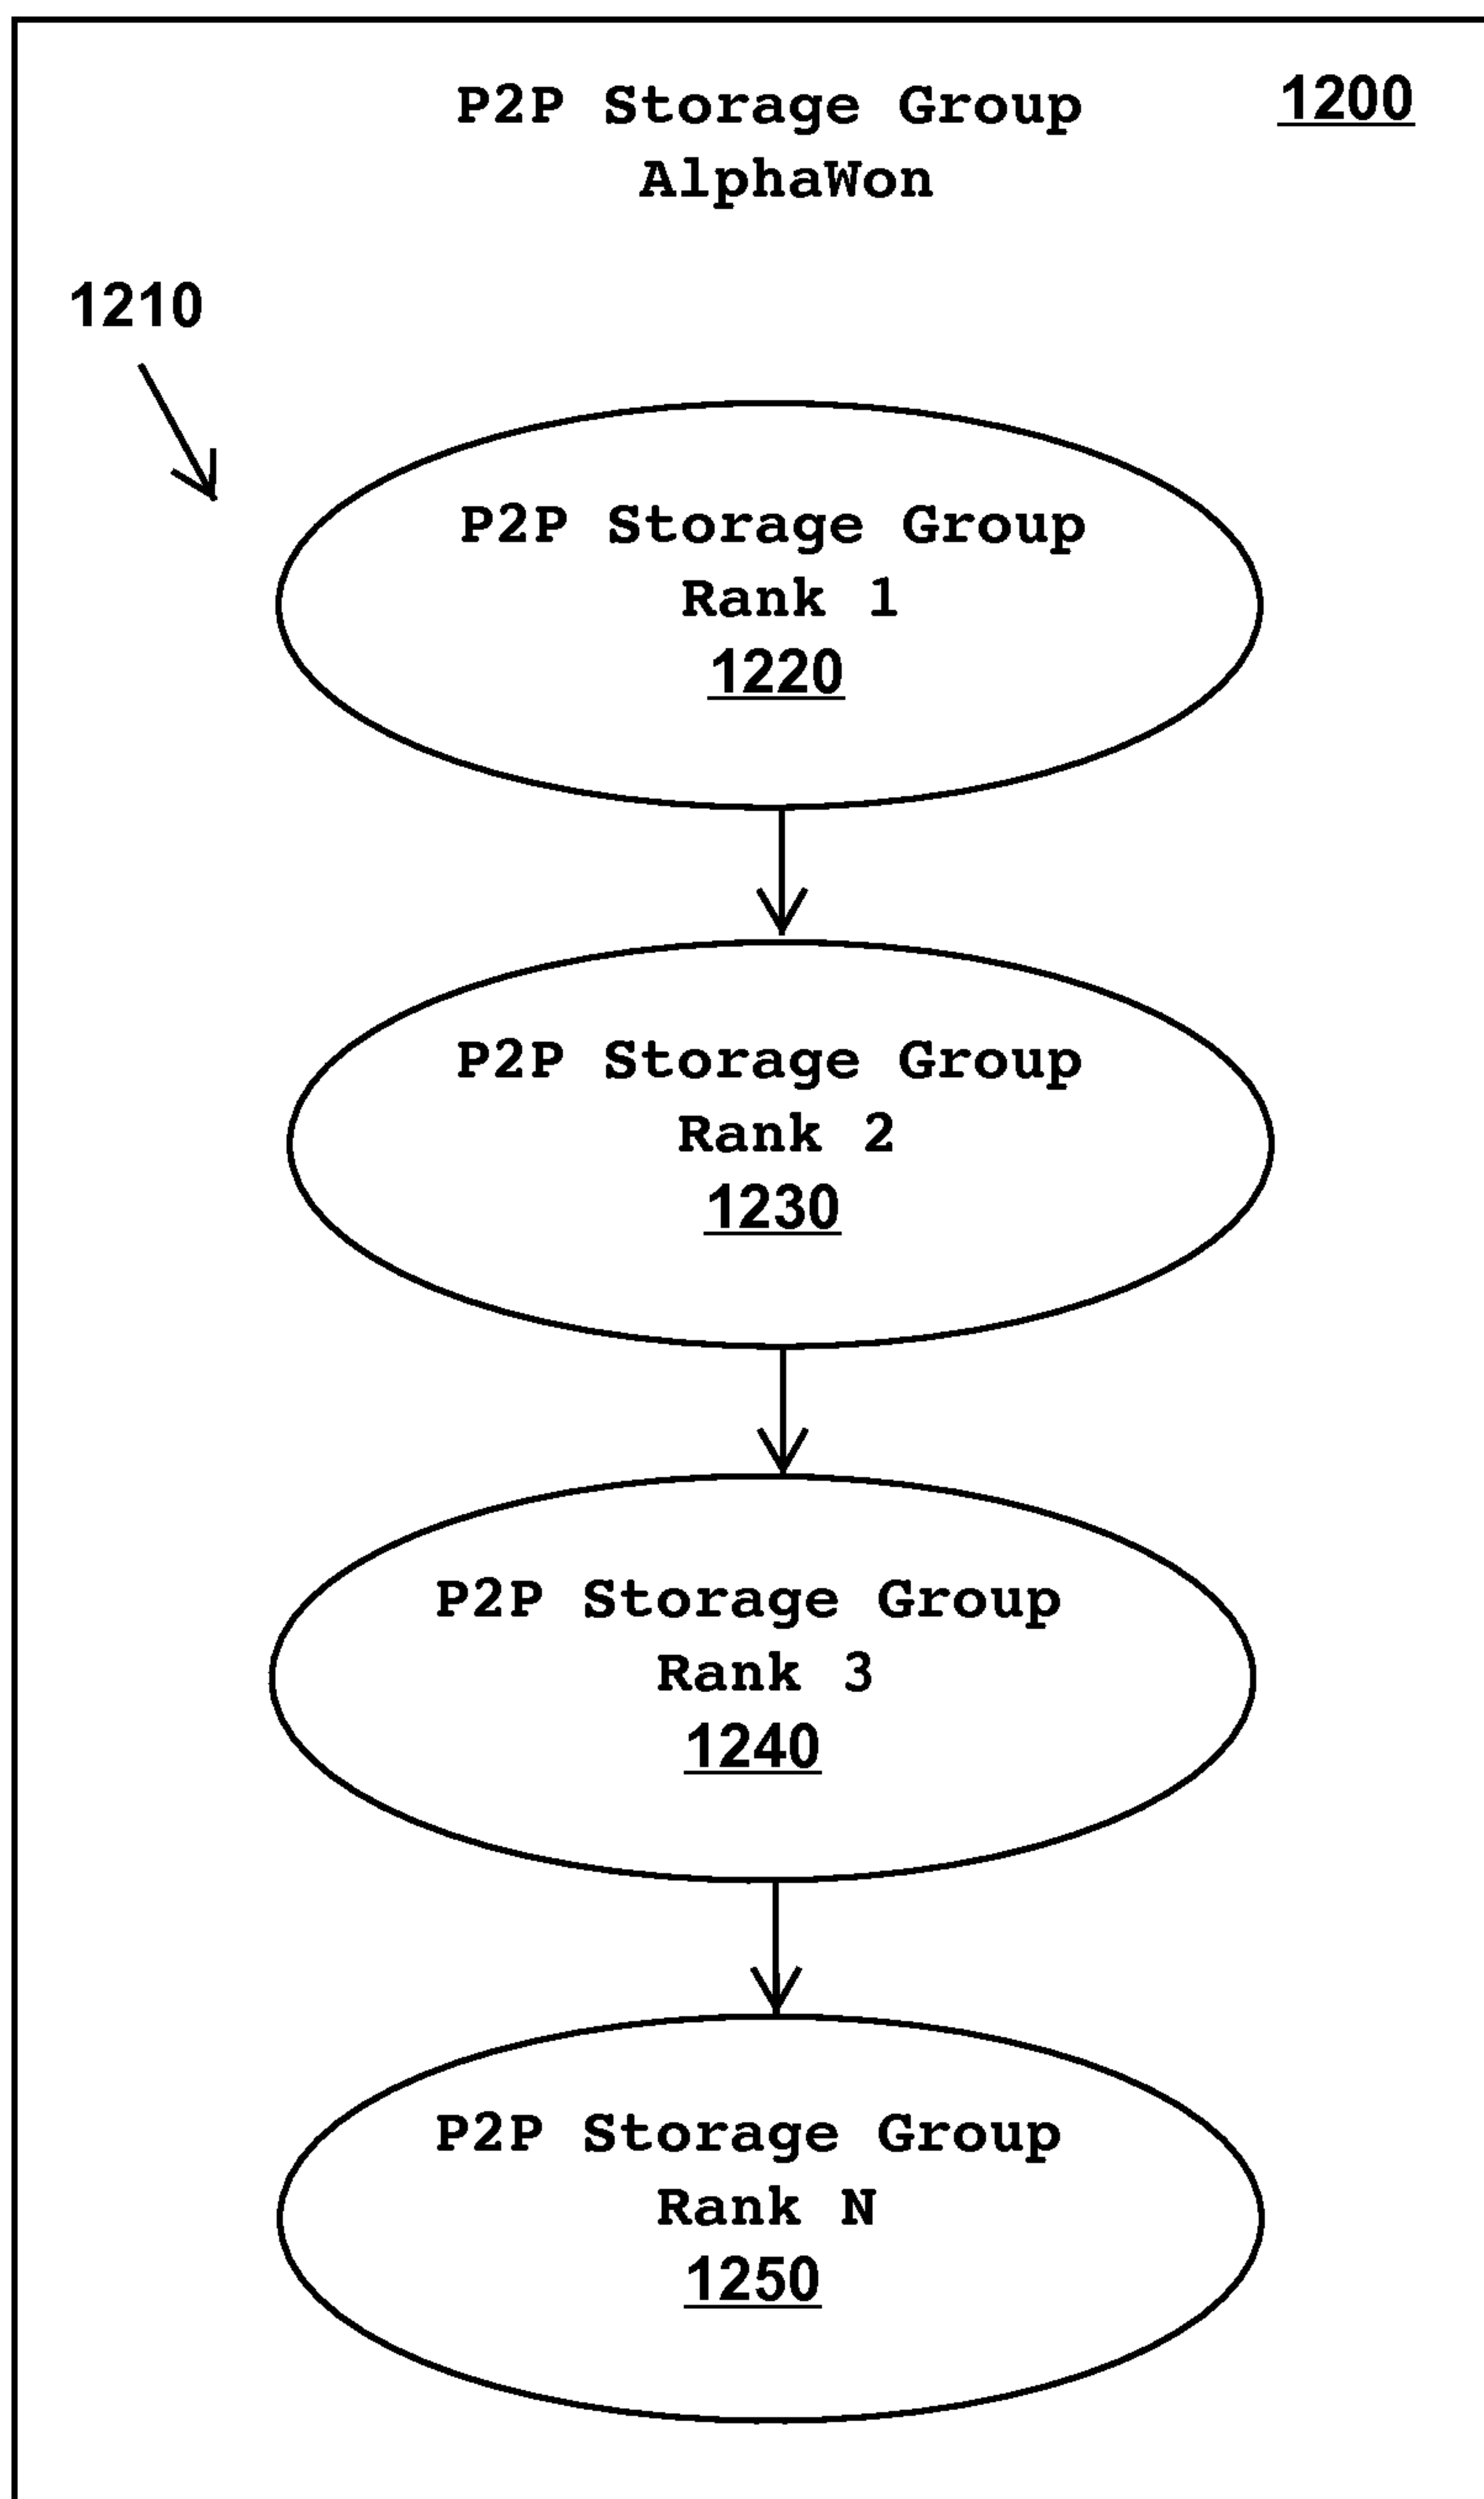 P2P Storage Group 1200
AlphaWon
1210
P2P Storage Group
Rank 1
1220
P2P Storage Group
Rank 2
1230
P2P Storage Group
Rank 3
1240
P2P Storage Group
Rank N
1250